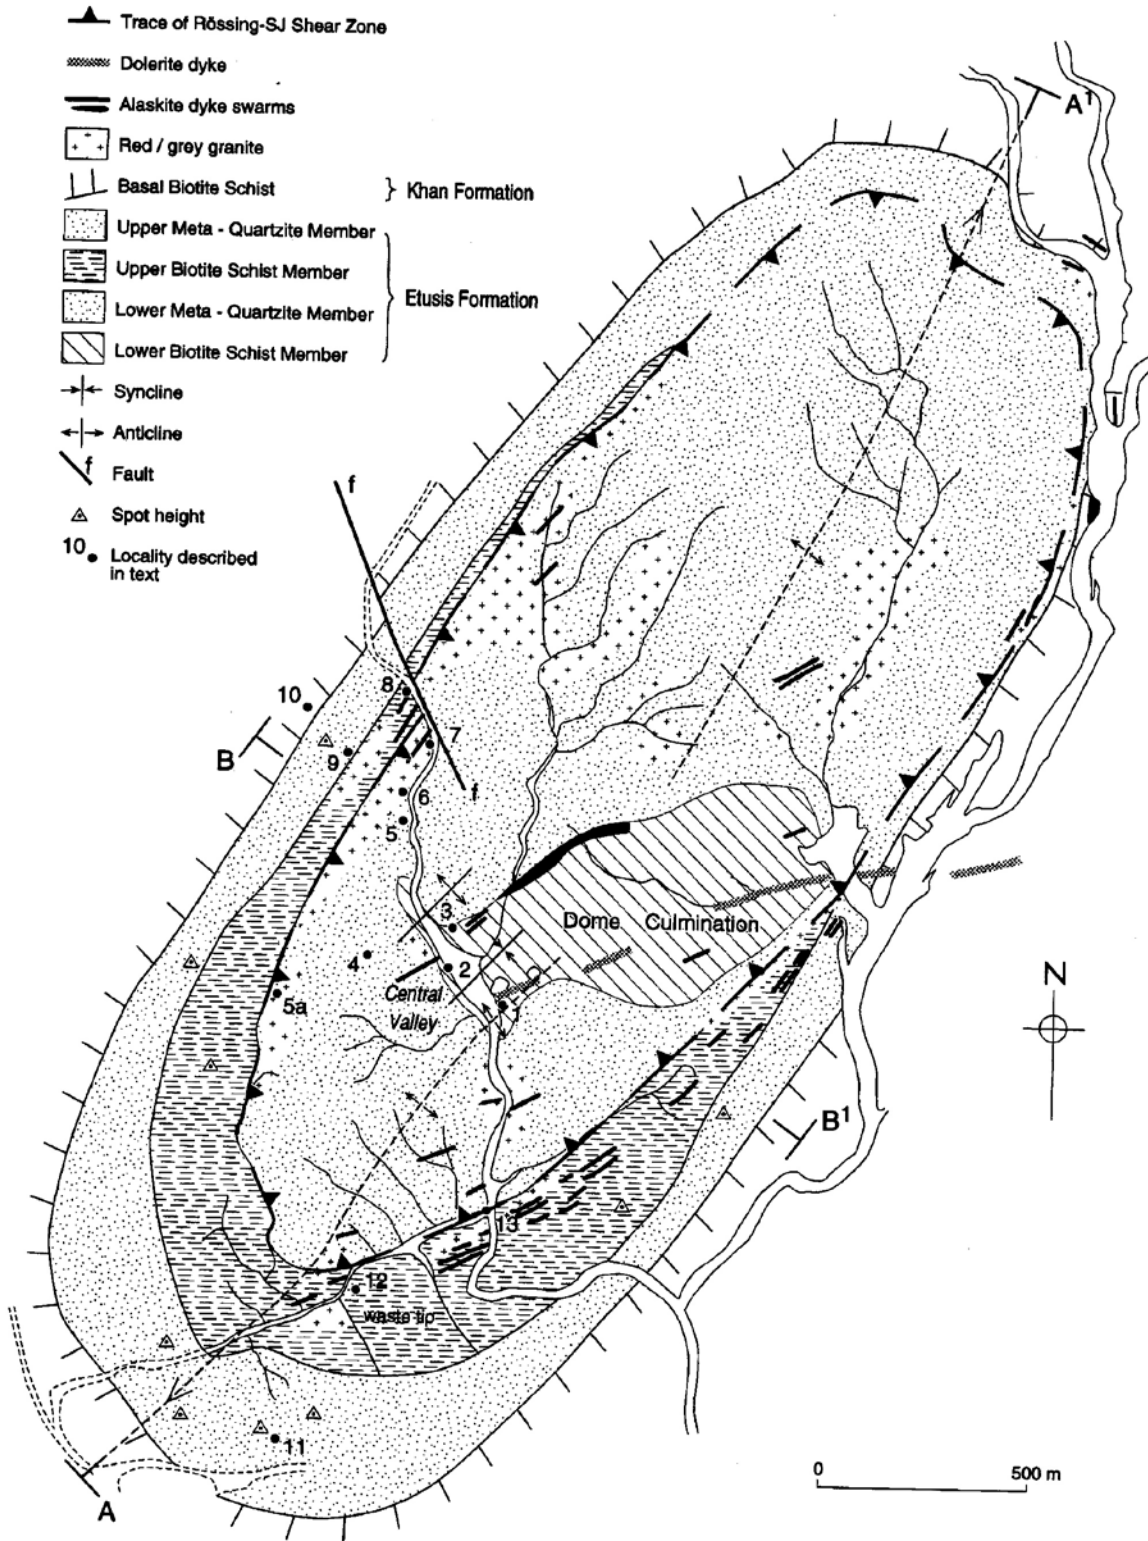 Trace of Rössing-SJ Shear Zone
Dolerite dyke
Alaskite dyke swarms
Red / grey granite
Basal Biotite Schist } Khan Formation
Upper Meta - Quartzite Member
Upper Biotite Schist Member
Lower Meta - Quartzite Member
Lower Biotite Schist Member
Etusis Formation
Syncline
Anticline
f Fault
Spot height
10 Locality described
in text
A¹
f
8
10
7
B
9
f
6
5
3
Dome Culmination
4
2
N
Central
Valley
1
5a
B¹
13
12
waste tip
11
A
0 500 m